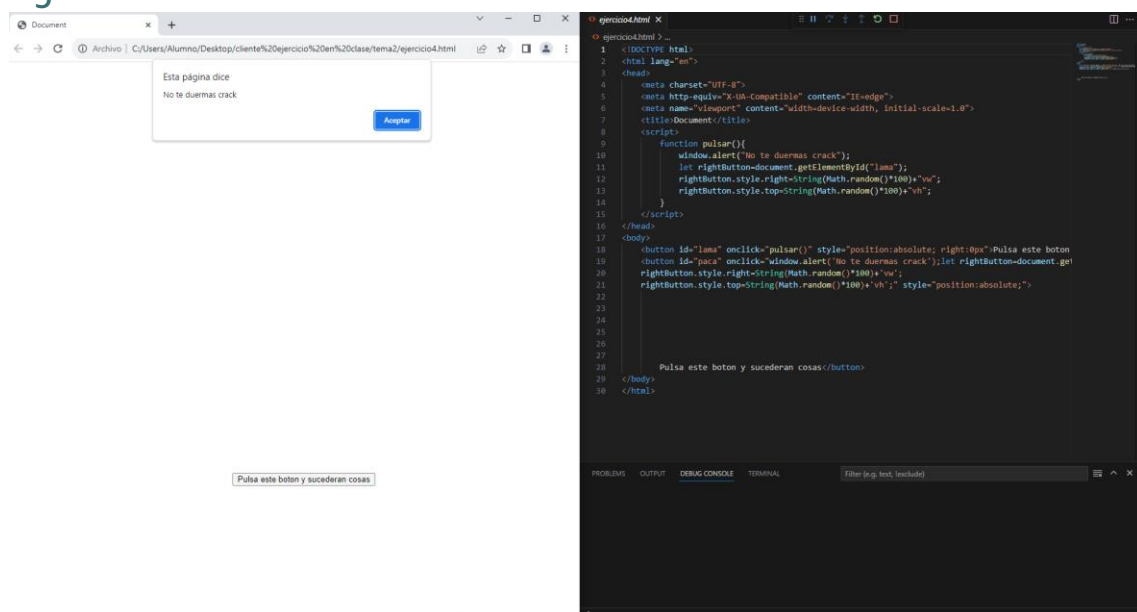 Document
Archivo | C:/Users/Alumno/Desktop/cliente%20ejercicio%20en%20clase/tema2/ejercicio4.html
Esta página dice
No te duermas crack
Aceptar
Pulsa este boton y sucederan cosas
ejercicio4.html
ejercicio4.html > ...
1 <!DOCTYPE html>
2 <html lang="en">
3 <head>
4 <meta charset="UTF-8">
5 <meta http-equiv="X-UA-Compatible" content="IE=edge">
6 <meta name="viewport" content="width=device-width, initial-scale=1.0">
7 <title>Document</title>
8 <script>
9 function pulsar(){
10 window.alert("No te duermas crack");
11 let rightButton=document.getElementById("lama");
12 rightButton.style.right=String(Math.random()*100)+"vw";
13 rightButton.style.top=String(Math.random()*100)+"vh";
14 }
15 </script>
16 </head>
17 <body>
18 <button id="lama" onclick="pulsar()" style="position:absolute; right:0px">Pulsa este boton
19 <button id="paca" onclick="window.alert('No te duermas crack');let rightButton=document.get
20 rightButton.style.right=String(Math.random()*100)+'vw';
21 rightButton.style.top=String(Math.random()*100)+'vh';" style="position:absolute;">
22
23
24
25
26
27
28 Pulsa este boton y sucederan cosas</button>
29 </body>
30 </html>
PROBLEMS OUTPUT DEBUG CONSOLE TERMINAL Filter (e.g. text, !exclude)